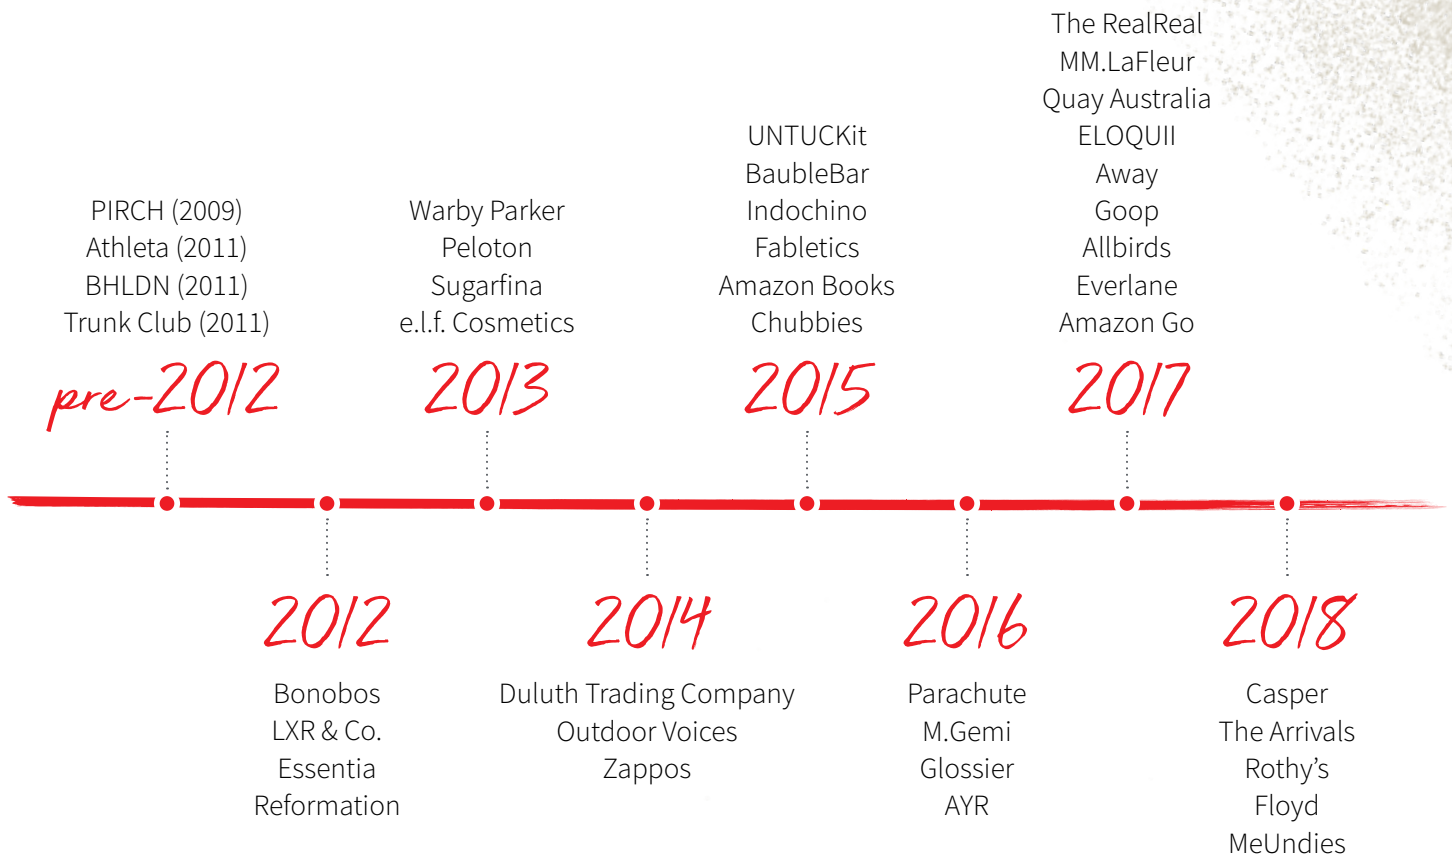 PIRCH (2009)
Athleta (2011)
BHLDN (2011)
Trunk Club (2011)
pre-2012
Bonobos
LXR & Co.
Essentia
Reformation
2012
Warby Parker
Peloton
Sugarfina
e.l.f. Cosmetics
2013
2014
Duluth Trading Company
Outdoor Voices
Zappos
UNTUCKit
BaubleBar
Indochino
Fabletics
Amazon Books
Chubbies
2015
2016
Parachute
M.Gemi
Glossier
AYR
The RealReal
MM.LaFleur
Quay Australia
ELOQUII
Away
Goop
Allbirds
Everlane
Amazon Go
2017
2018
Casper
The Arrivals
Rothy’s
Floyd
MeUndies